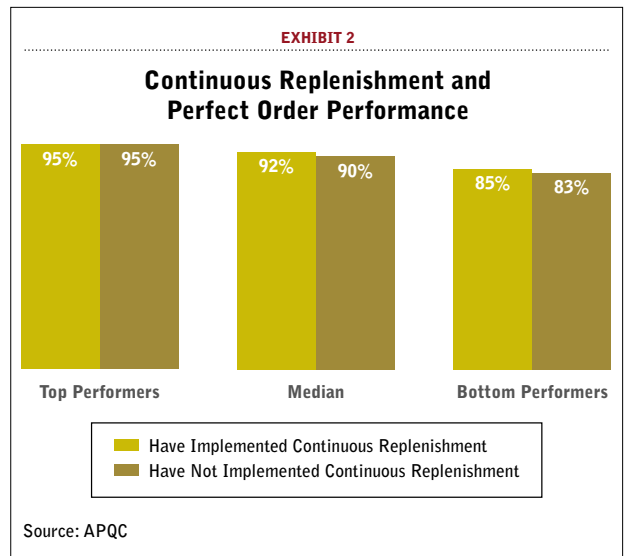 EXHIBIT 2
Continuous Replenishment and
Perfect Order Performance
95% 95% 92% 90% 85% 83%
Top Performers Median Bottom Performers
Have Implemented Continuous Replenishment
Have Not Implemented Continuous Replenishment
Source: APQC